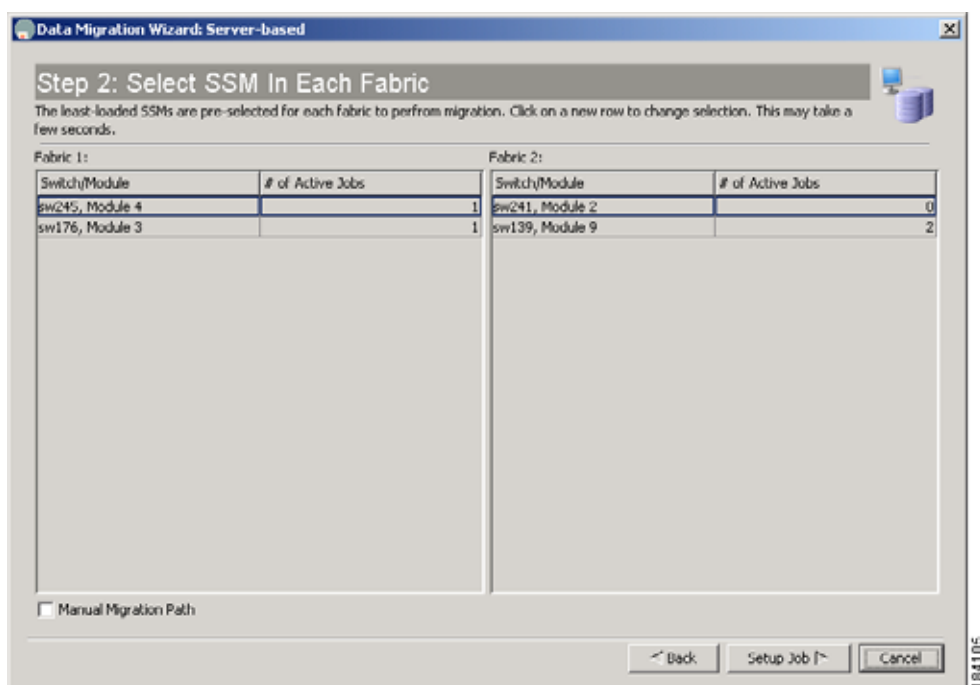 Data Migration Wizard: Server-based
Step 2: Select SSM In Each Fabric
The least-loaded SSMs are pre-selected for each fabric to perfrom migration. Click on a new row to change selection. This may take a
few seconds.
Fabric 1:
Switch/Module # of Active Jobs
sw245, Module 4 1
sw176, Module 3 1
Fabric 2:
Switch/Module # of Active Jobs
sw241, Module 2 0
sw139, Module 9 2
Manual Migration Path
Back Setup Job Cancel